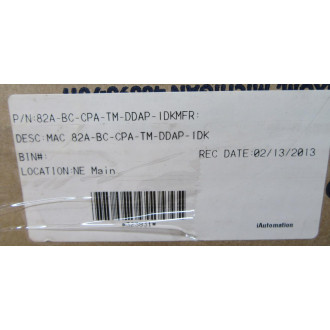 P/N:82A-BC-CPA-TM-DDAP-IDKMFR:
DESC:MAC 82A-BC-CPA-TM-DDAP-IDK
BIN#:
REC DATE:02/13/2013
LOCATION:NE Main
iAutomation